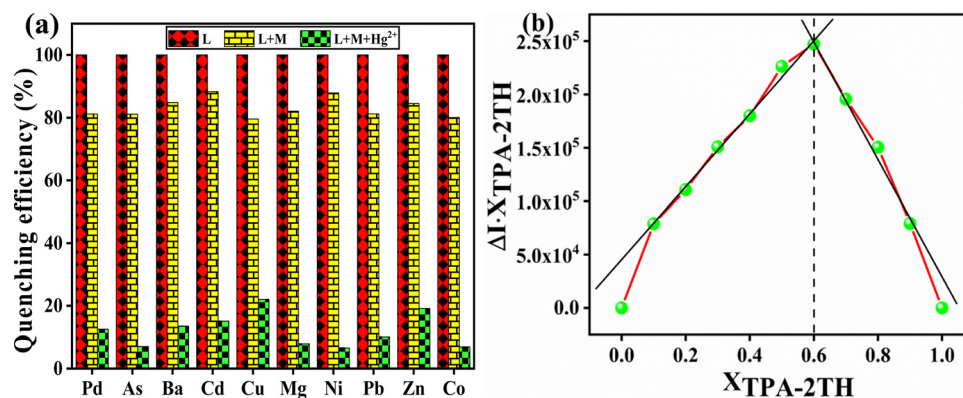 (a)
L L+M L+M+Hg²⁺
Quenching efficiency (%)
100
80
60
40
20
0
Pd As Ba Cd Cu Mg Ni Pb Zn Co
(b)
ΔI·X_TPA-2TH
2.5x10⁵
2.0x10⁵
1.5x10⁵
1.0x10⁵
5.0x10⁴
0.0
0.0 0.2 0.4 0.6 0.8 1.0
X_TPA-2TH